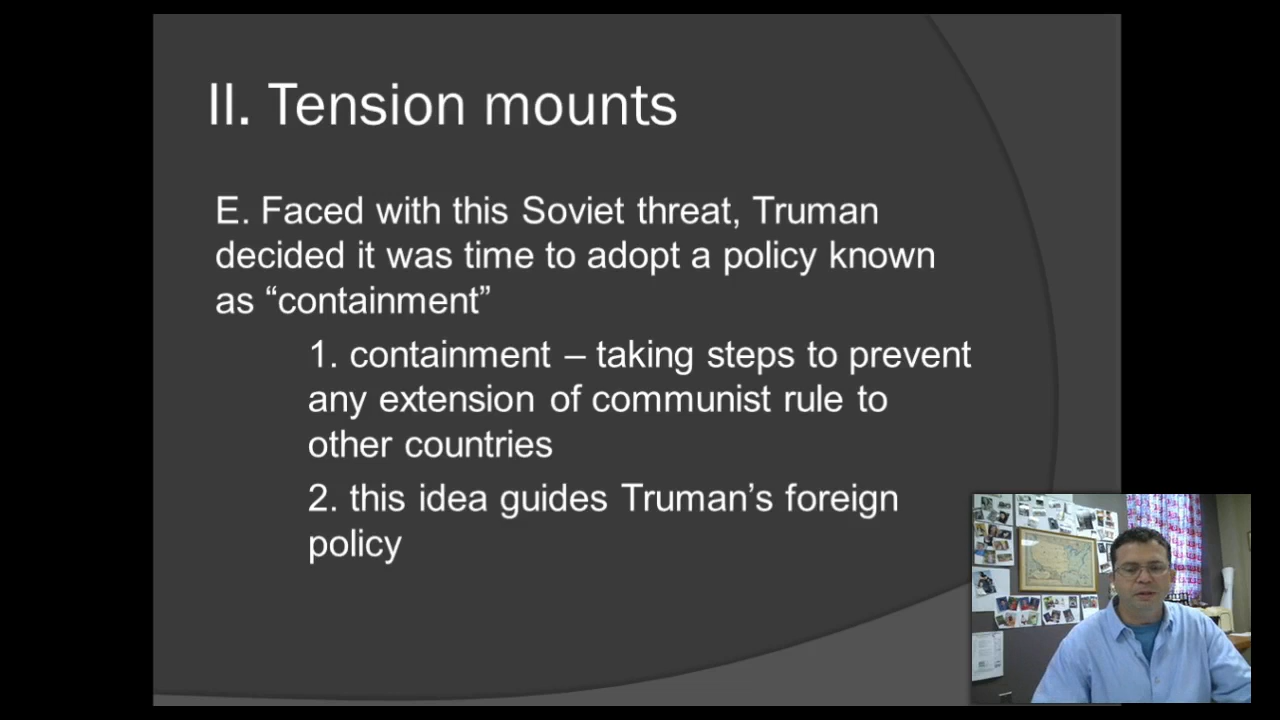 II. Tension mounts
E. Faced with this Soviet threat, Truman
decided it was time to adopt a policy known
as “containment”
1. containment – taking steps to prevent
any extension of communist rule to
other countries
2. this idea guides Truman’s foreign
policy